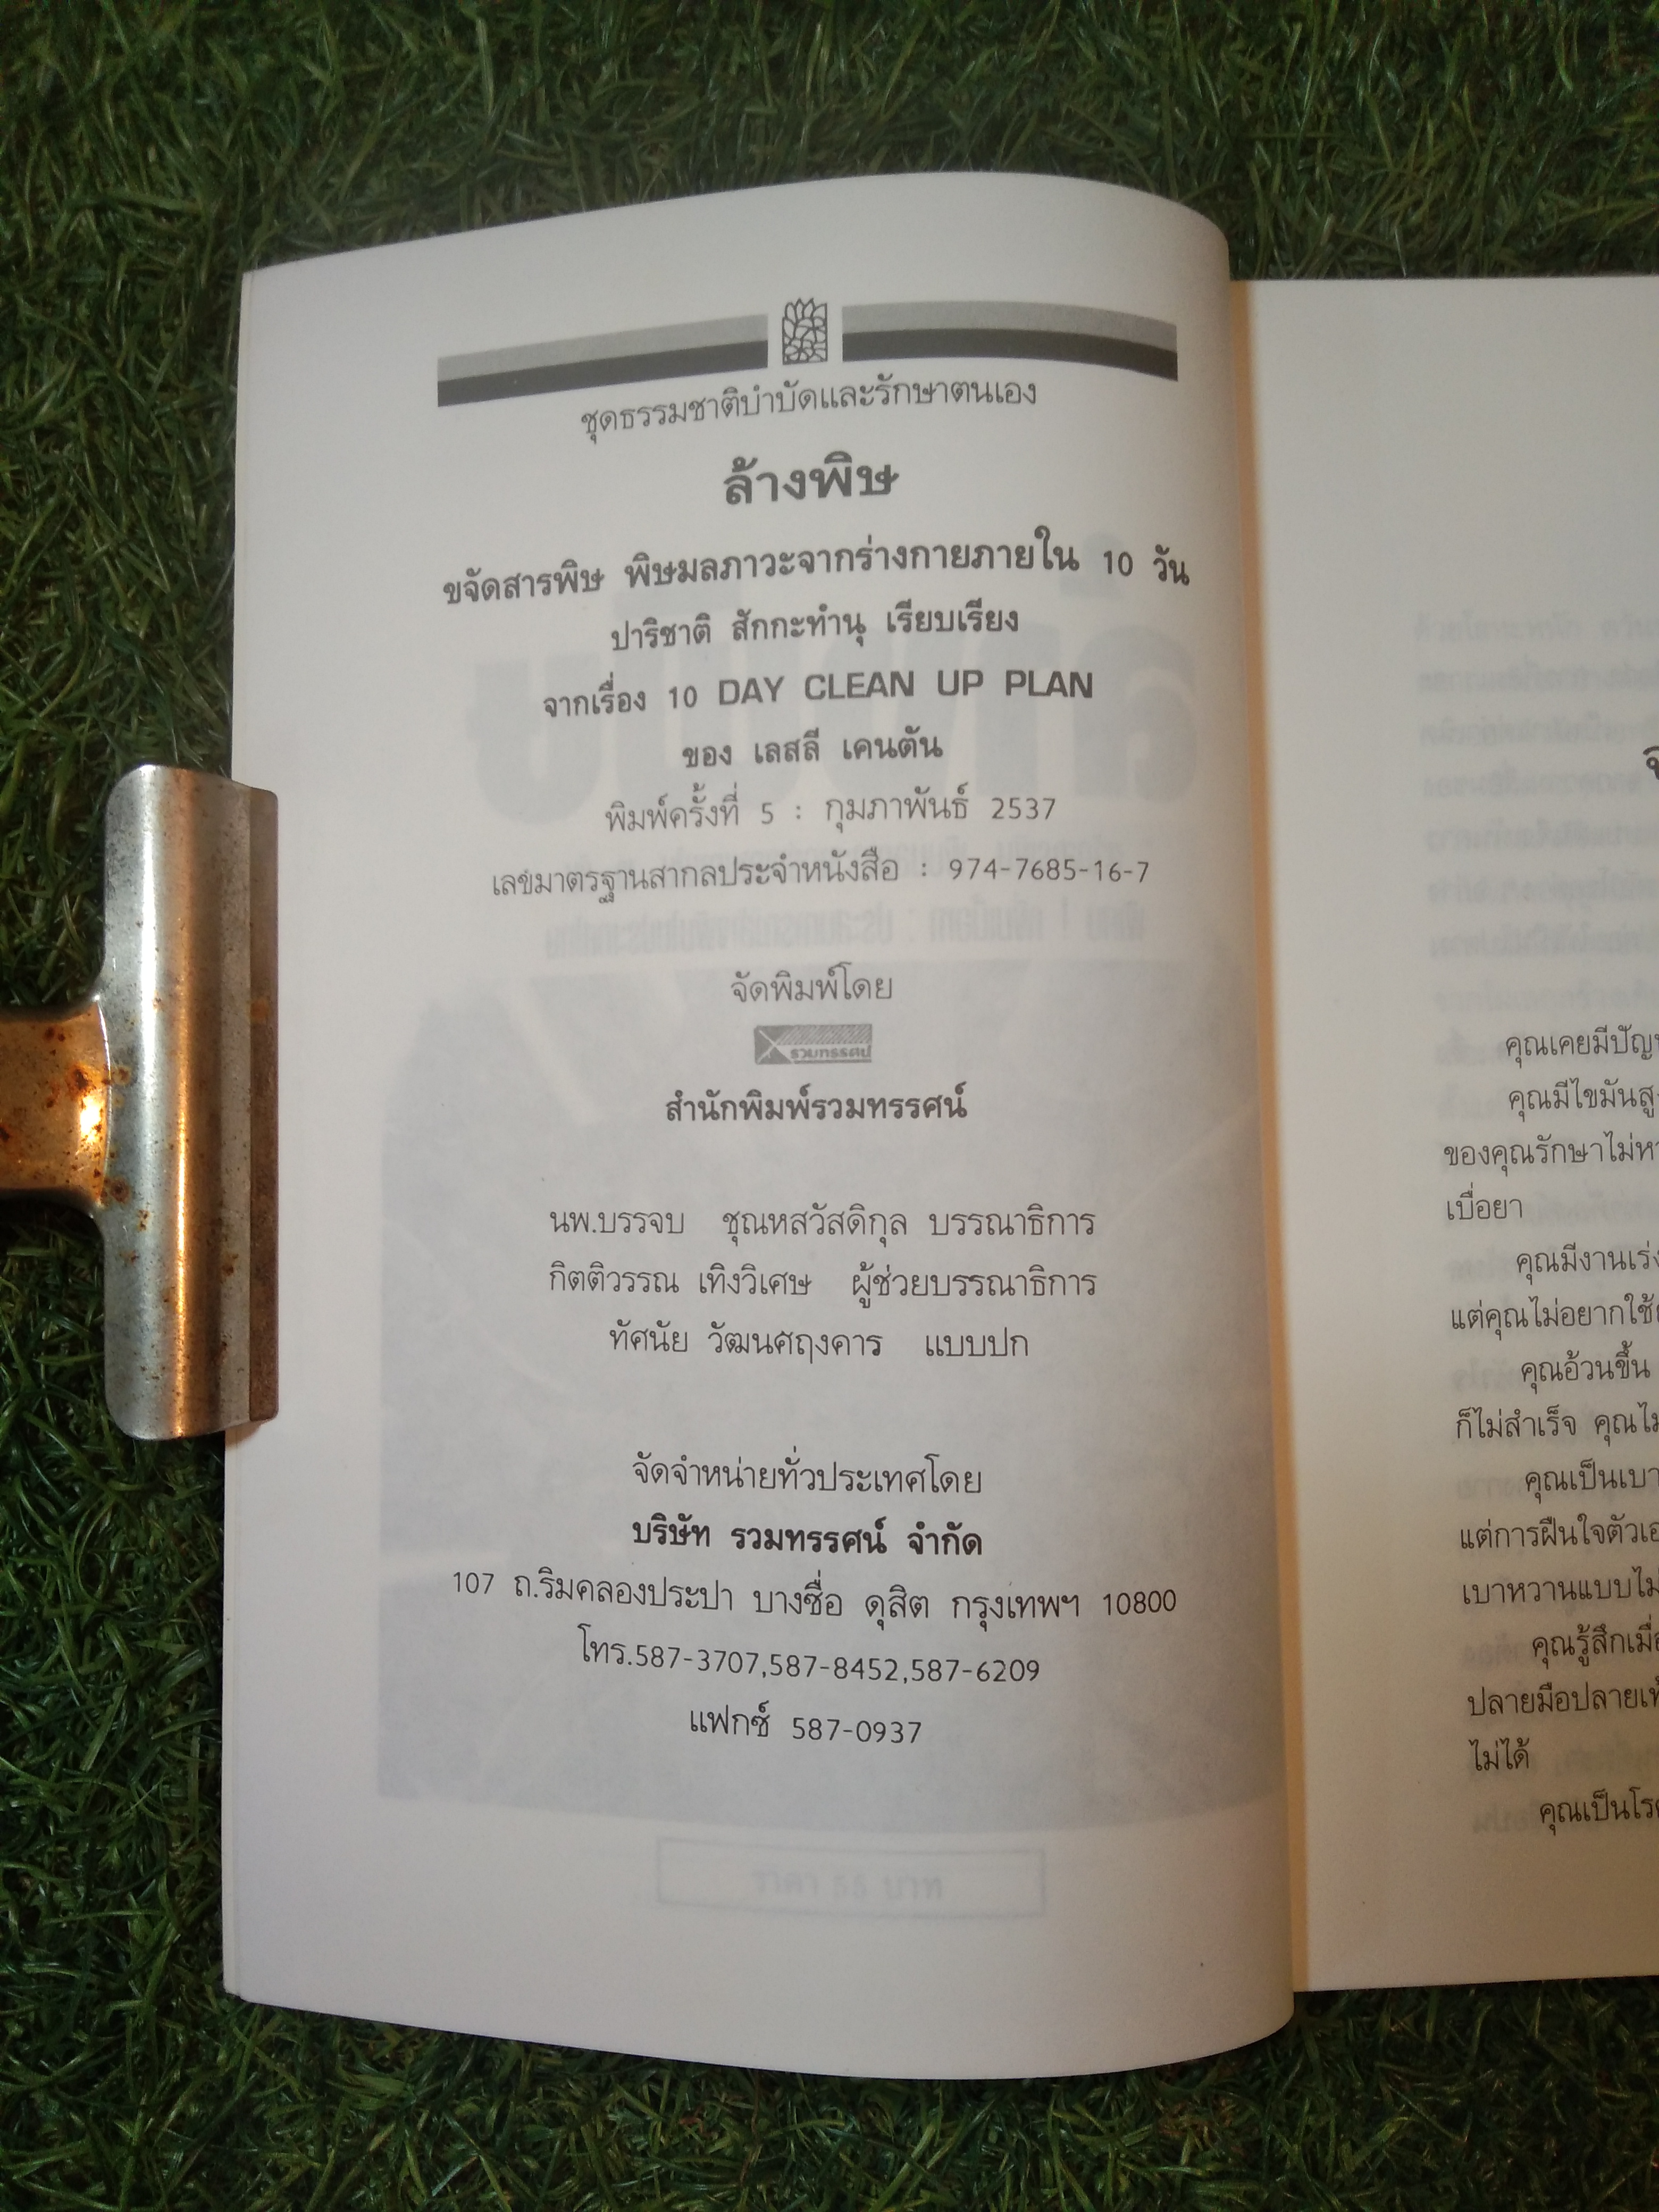 ชุดธรรมชาติบำบัดและรักษาตนเอง
ล้างพิษ
ขจัดสารพิษ พิษมลภาวะจากร่างกายภายใน 10 วัน
ปาริชาติ สักกะทำนุ เรียบเรียง
จากเรื่อง 10 DAY CLEAN UP PLAN
ของ เลสลี เคนตัน
พิมพ์ครั้งที่ 5 : กุมภาพันธ์ 2537
เลขมาตรฐานสากลประจำหนังสือ : 974-7685-16-7
จัดพิมพ์โดย
รวมทรรศน์
สำนักพิมพ์รวมทรรศน์
นพ.บรรจบ ชุณหสวัสดิกุล บรรณาธิการ
กิตติวรรณ เทิงวิเศษ ผู้ช่วยบรรณาธิการ
ทัศนัย วัฒนศฤงคาร แบบปก
จัดจำหน่ายทั่วประเทศโดย
บริษัท รวมทรรศน์ จำกัด
107 ถ.ริมคลองประปา บางซื่อ ดุสิต กรุงเทพฯ 10800
โทร.587-3707,587-8452,587-6209
แฟกซ์ 587-0937
ราคา 55 บาท
คุณเคยมีปัญ
คุณมีไขมันสู
ของคุณรักษาไม่
เบื่อยา
คุณมีงานเร่ง
แต่คุณไม่อยากใช้
คุณอ้วนขึ้น
ก็ไม่สำเร็จ คุณไม่
คุณเป็นเบา
แต่การฝืนใจตัวเอ
เบาหวานแบบไม่
คุณรู้สึกเมื่
ปลายมือปลายเท้
ไม่ได้
คุณเป็นโร